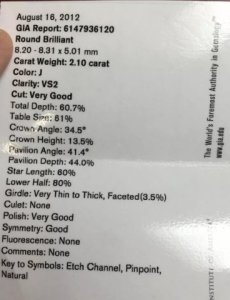 August 16, 2012
GIA Report: 6147936120
Round Brilliant
8.20 - 8.31 x 5.01 mm
Carat Weight: 2.10 carat
Color: J
Clarity: VS2
Cut: Very Good
Total Depth: 60.7%
Table Size: 61%
Crown Angle: 34.5°
Crown Height: 13.5%
Pavilion Angle: 41.4°
Pavilion Depth: 44.0%
Star Length: 60%
Lower Half: 80%
Girdle: Very Thin to Thick, Faceted(3.5%)
Culet: None
Polish: Very Good
Symmetry: Good
Fluorescence: None
Comments: None
Key to Symbols: Etch Channel, Pinpoint,
Natural
The World's Foremost Authority in Gemology™
www.gia.edu